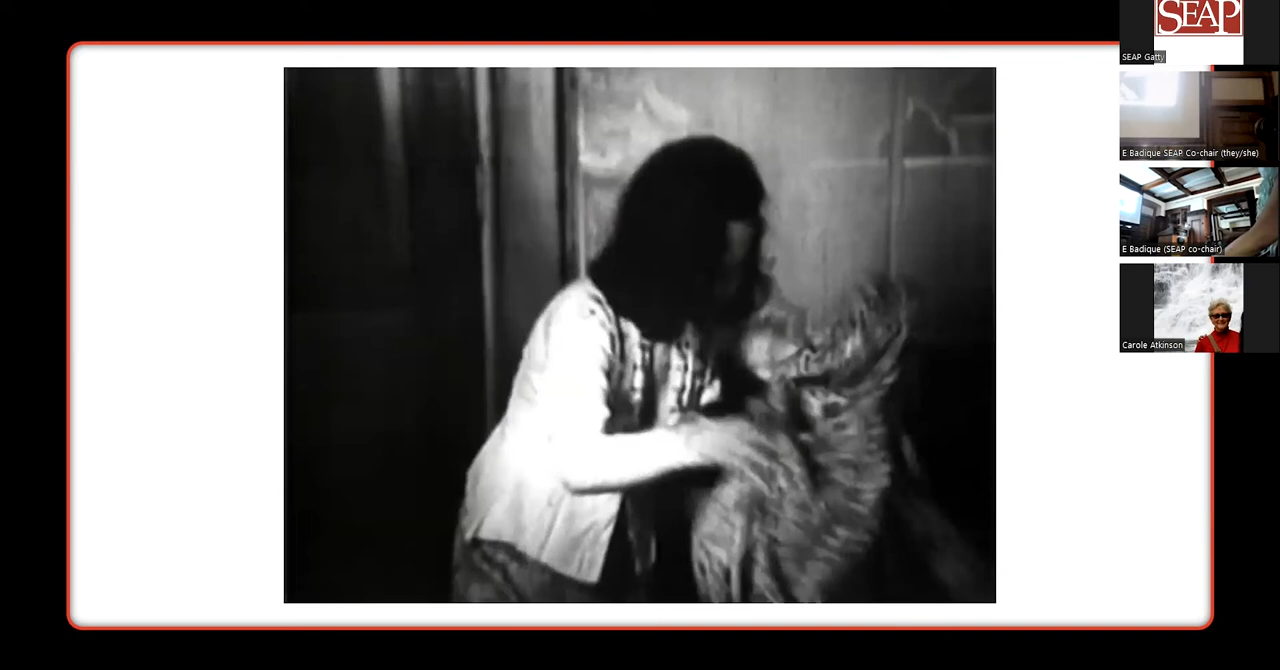 SEAP
SEAP Gatty
E Badique SEAP Co-chair (they/she)
E Badique (SEAP co-chair)
Carole Atkinson